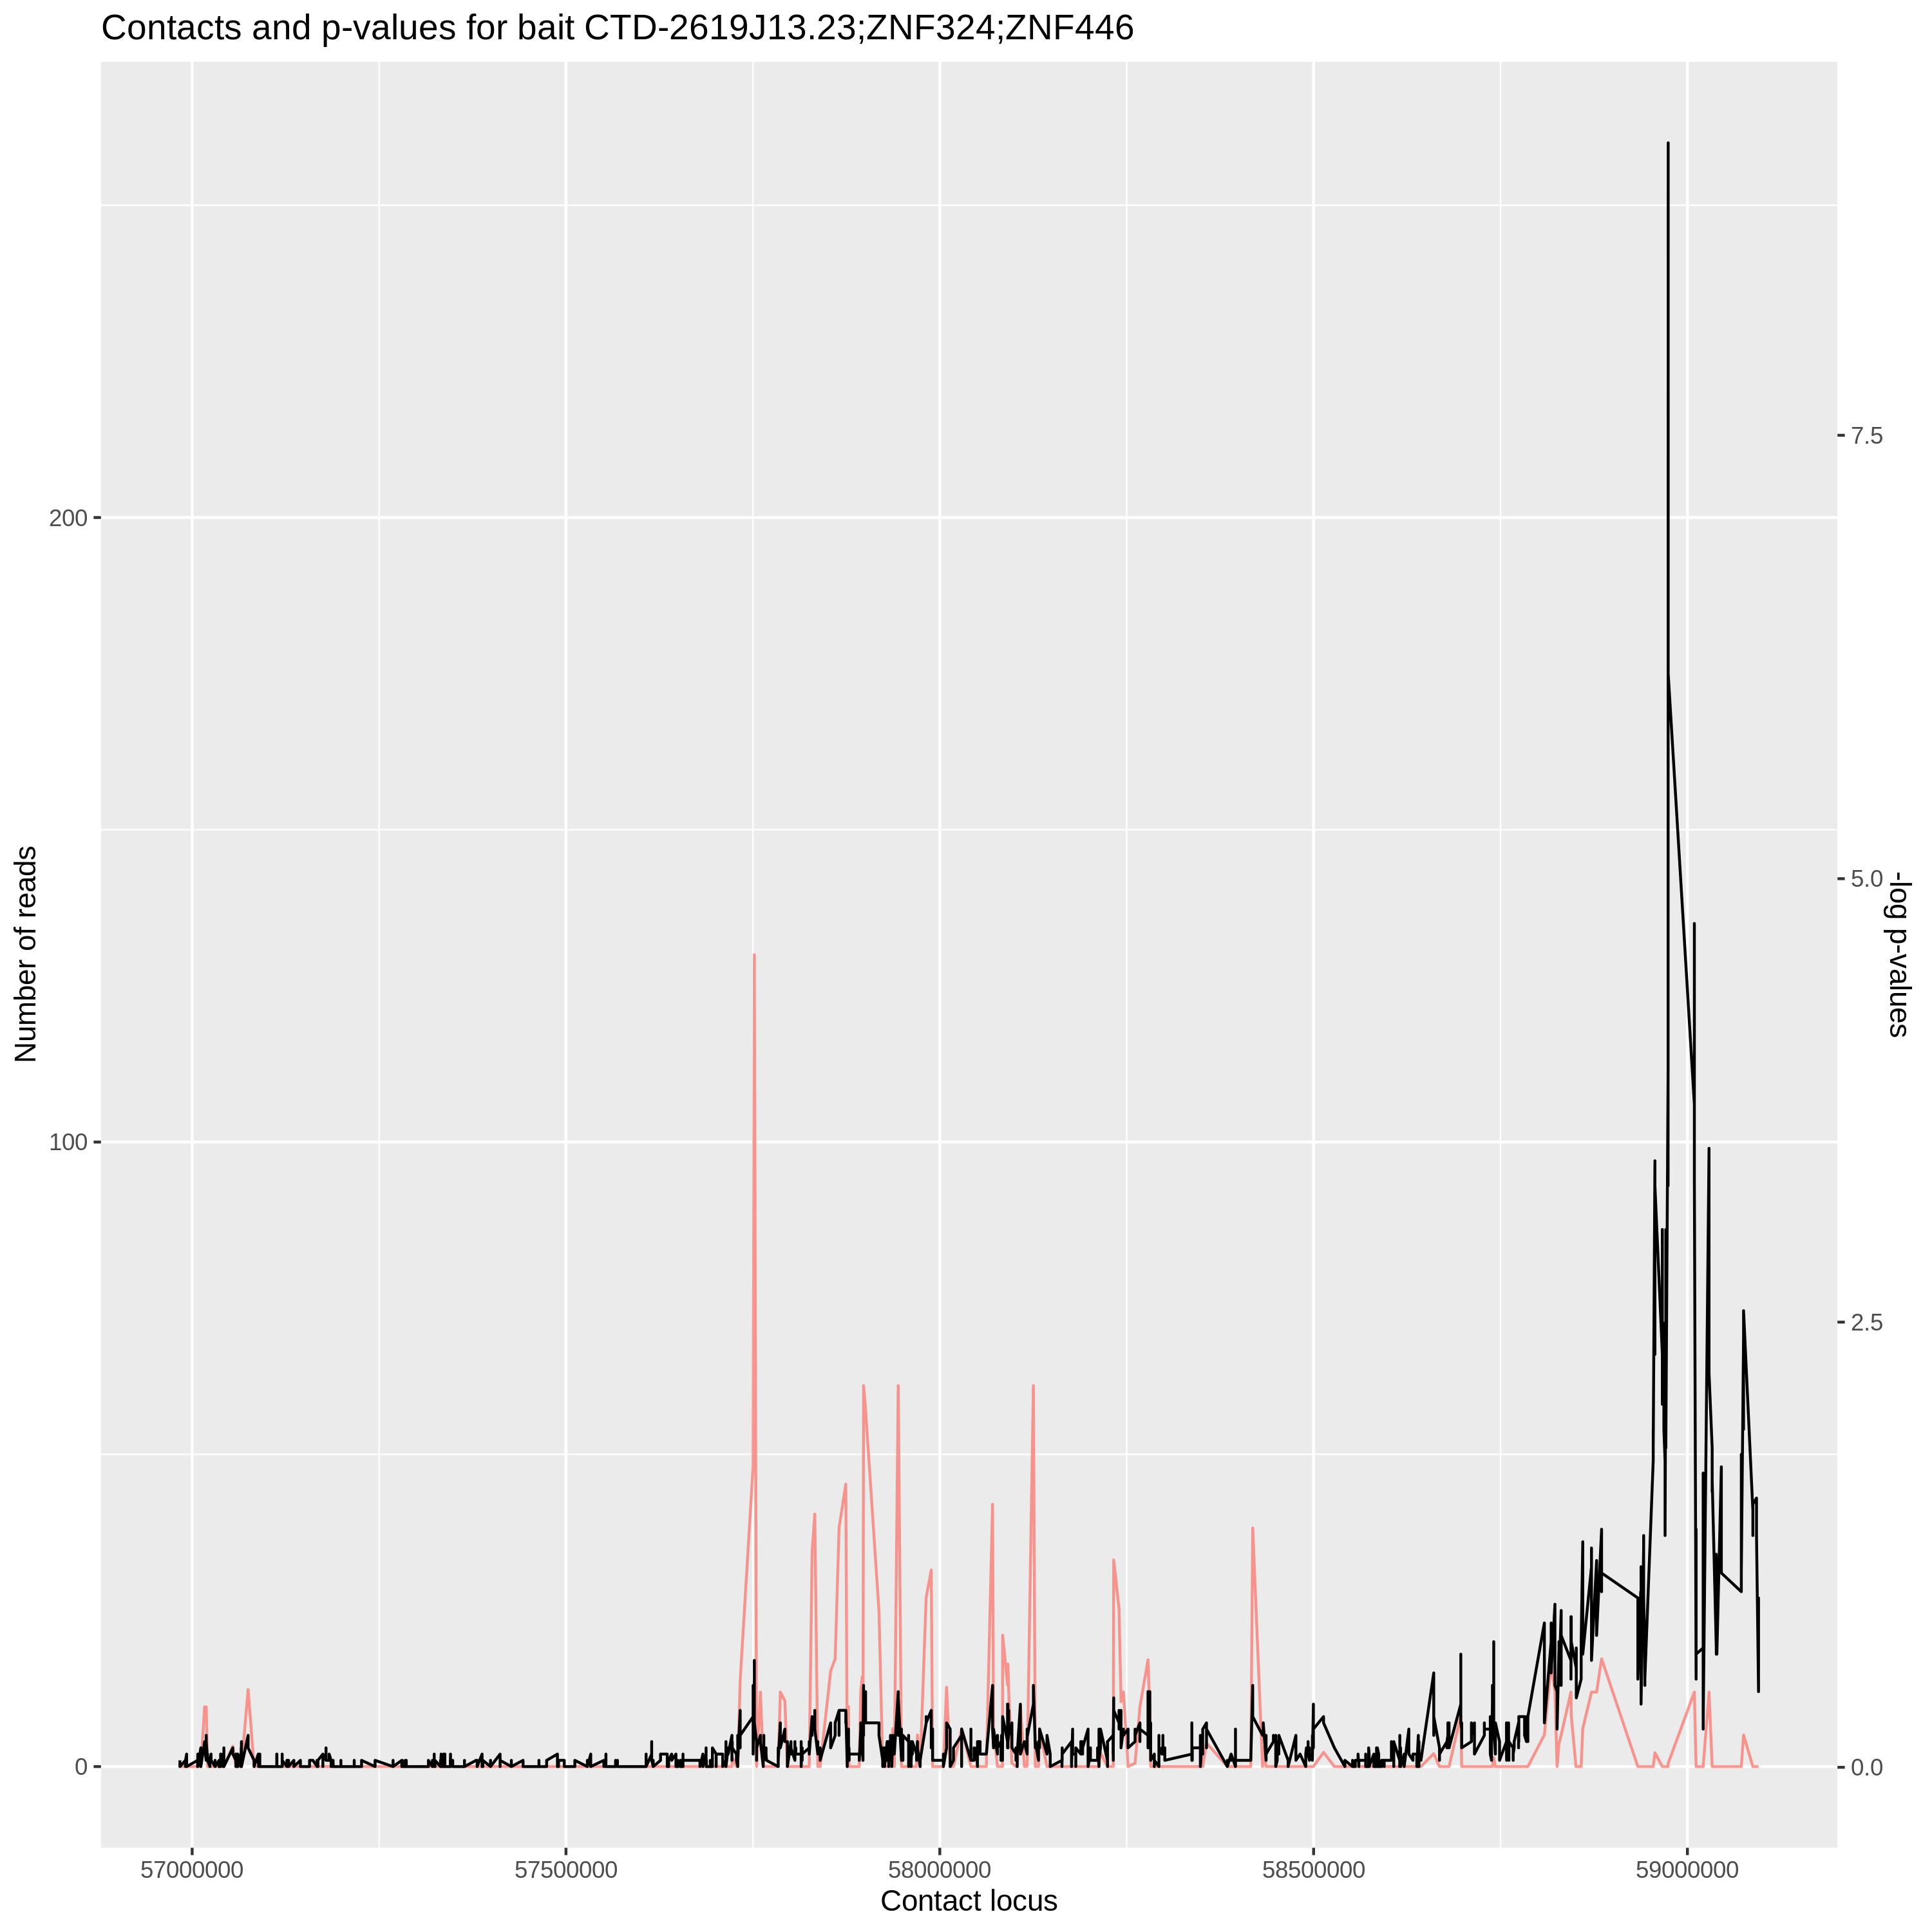 Contacts and p-values for bait CTD-2619J13.23;ZNF324;ZNF446
200
100
0
Number of reads
7.5
5.0
2.5
0.0
-log p-values
57000000 57500000 58000000 58500000 59000000
Contact locus